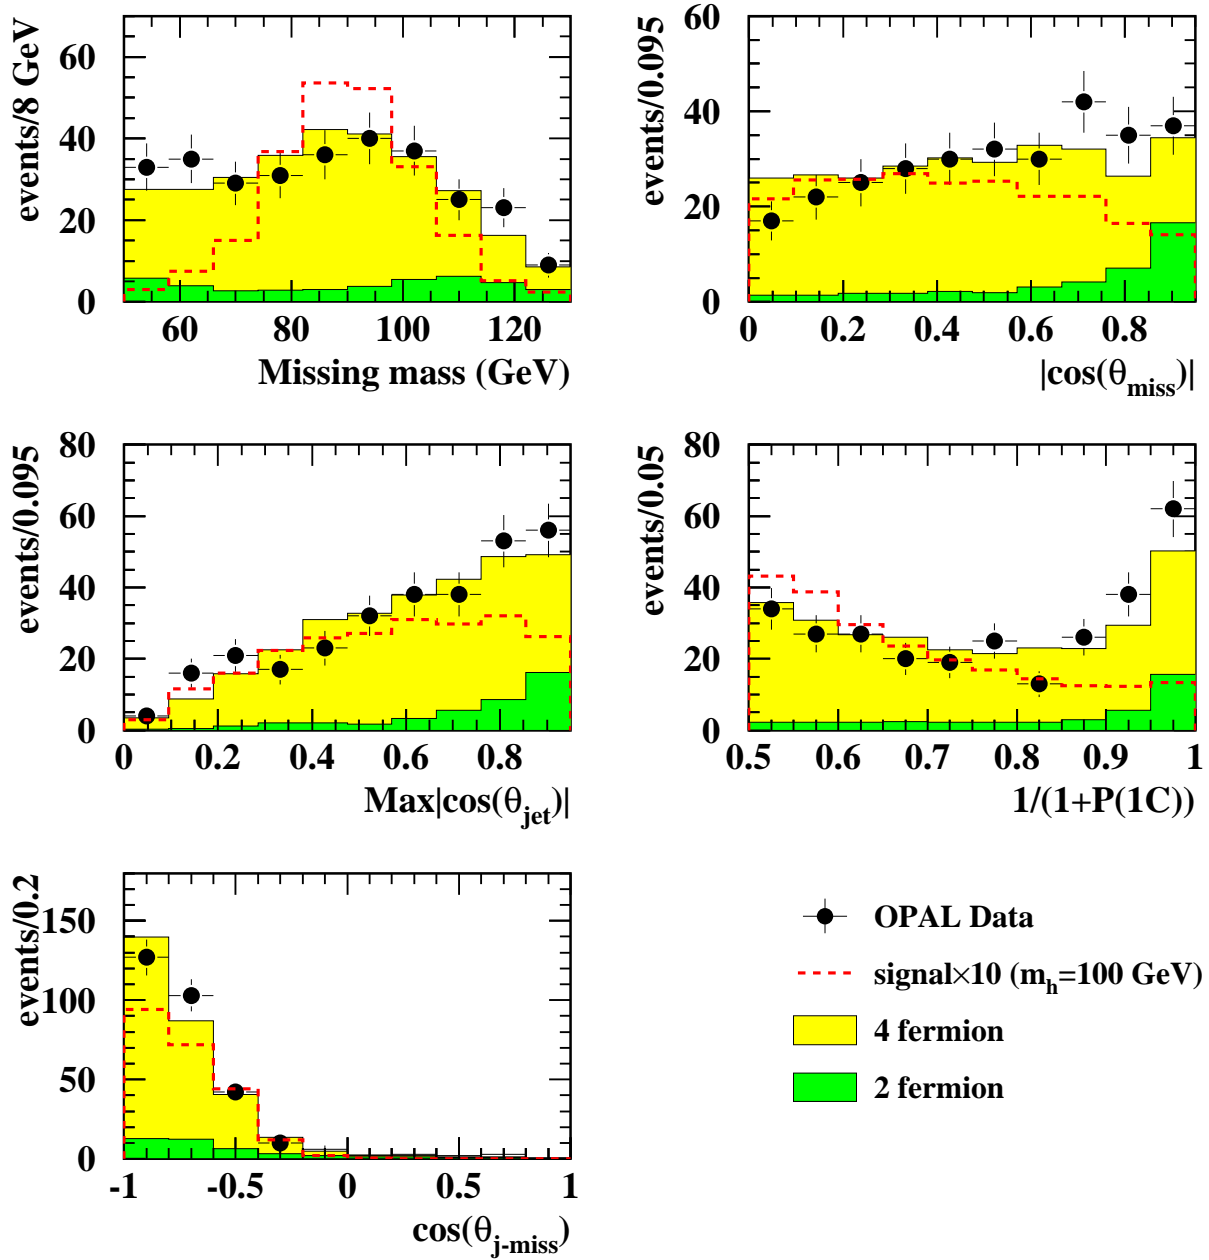 events/8 GeV
60
40
20
0
60 80 100 120
Missing mass (GeV)
events/0.095
60
40
20
0
0 0.2 0.4 0.6 0.8
|cos(θmiss)|
events/0.095
80
60
40
20
0
0 0.2 0.4 0.6 0.8
Max|cos(θjet)|
events/0.05
80
60
40
20
0
0.5 0.6 0.7 0.8 0.9 1
1/(1+P(1C))
events/0.2
150
100
50
0
-1 -0.5 0 0.5 1
cos(θj-miss)
OPAL Data
signal×10 (mh=100 GeV)
4 fermion
2 fermion